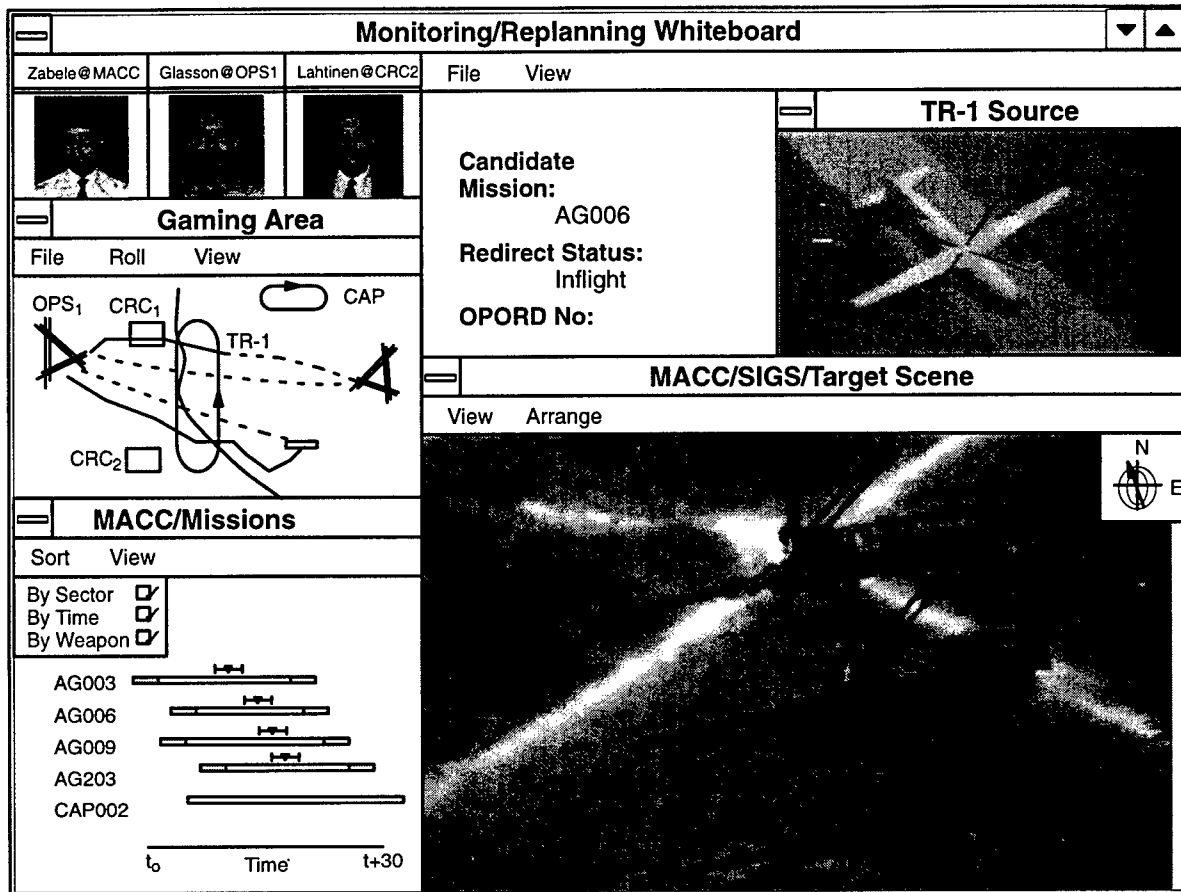 Monitoring/Replanning Whiteboard
Zabele@MACC Glasson@OPS1 Lahtinen@CRC2
File View
TR-1 Source
Candidate
Mission:
AG006
Redirect Status:
Inflight
OPORD No:
Gaming Area
File Roll View
OPS1 CRC1 CAP
TR-1
CRC2
MACC/SIGS/Target Scene
View Arrange
N
E
MACC/Missions
Sort View
By Sector
By Time
By Weapon
AG003
AG006
AG009
AG203
CAP002
to Time t+30